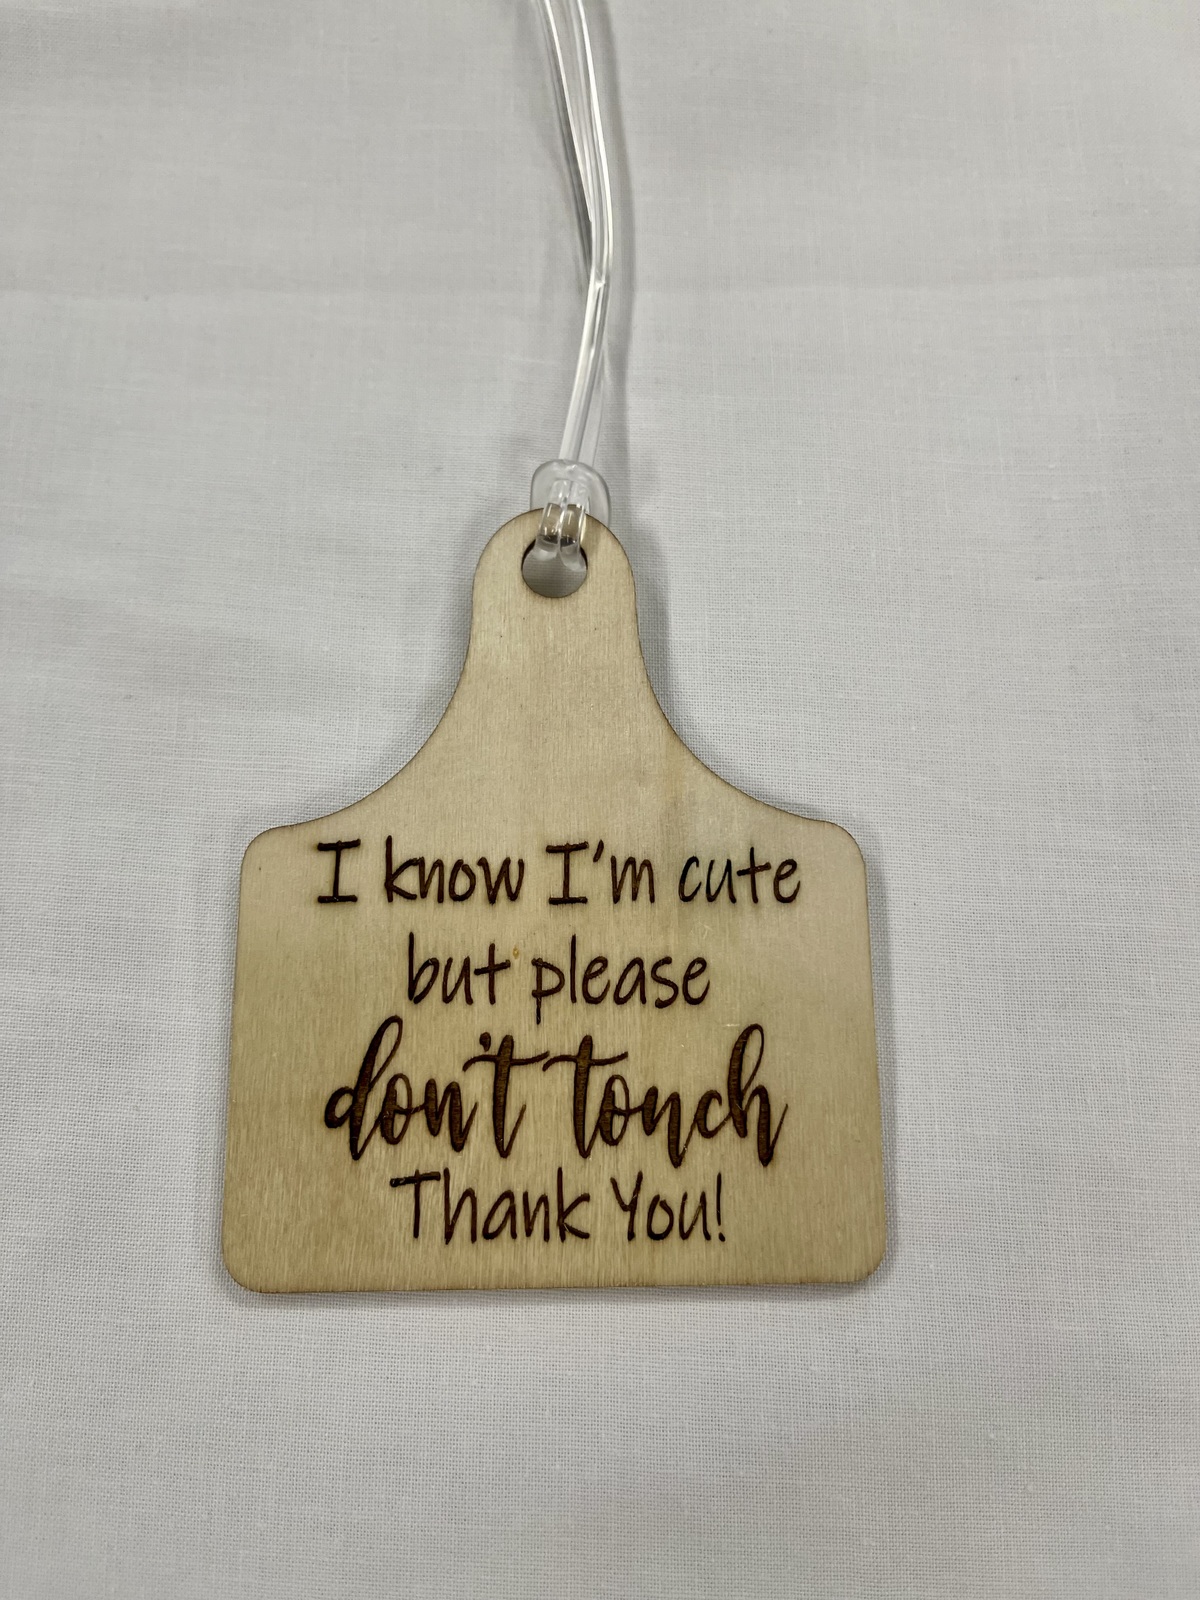 I know I'm cute
but please
don't touch
Thank You!